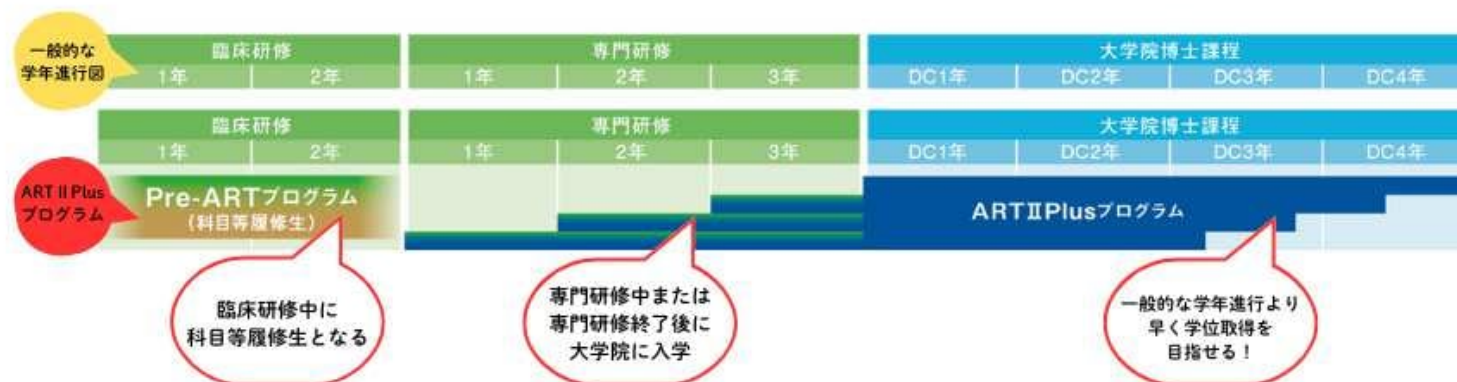 一般的な
学年進行図
臨床研修
専門研修
大学院博士課程
1年
2年
1年
2年
3年
DC1年
DC2年
DC3年
DC4年
臨床研修
専門研修
大学院博士課程
1年
2年
1年
2年
3年
DC1年
DC2年
DC3年
DC4年
ART II Plus
プログラム
Pre-ARTプログラム
(科目等履修生)
ARTⅡPlusプログラム
臨床研修中に
科目等履修生となる
専門研修中または
専門研修終了後に
大学院に入学
一般的な学年進行より
早く学位取得を
目指せる!